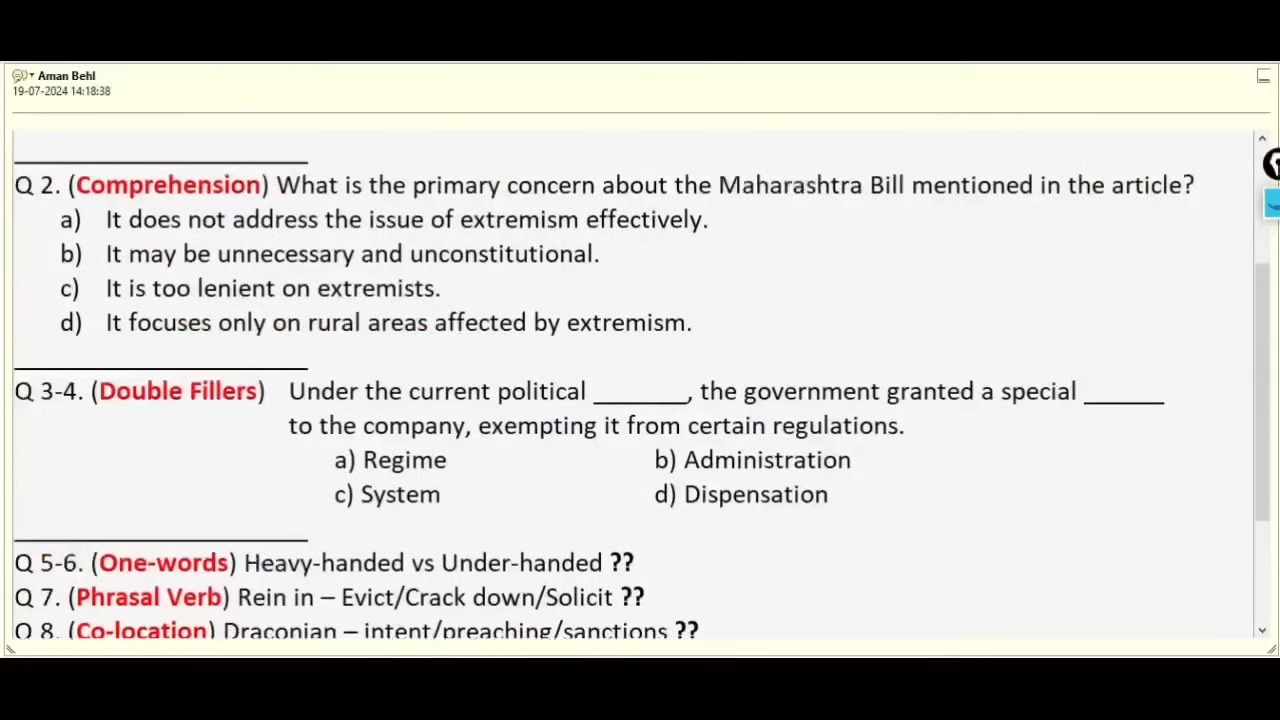 Aman Behl
19-07-2024 14:18:38
Q 2. (Comprehension) What is the primary concern about the Maharashtra Bill mentioned in the article?
a) It does not address the issue of extremism effectively.
b) It may be unnecessary and unconstitutional.
c) It is too lenient on extremists.
d) It focuses only on rural areas affected by extremism.
Q 3-4. (Double Fillers) Under the current political _______, the government granted a special ______
to the company, exempting it from certain regulations.
a) Regime b) Administration
c) System d) Dispensation
Q 5-6. (One-words) Heavy-handed vs Under-handed ??
Q 7. (Phrasal Verb) Rein in – Evict/Crack down/Solicit ??
Q 8. (Co-location) Draconian – intent/preaching/sanctions ??